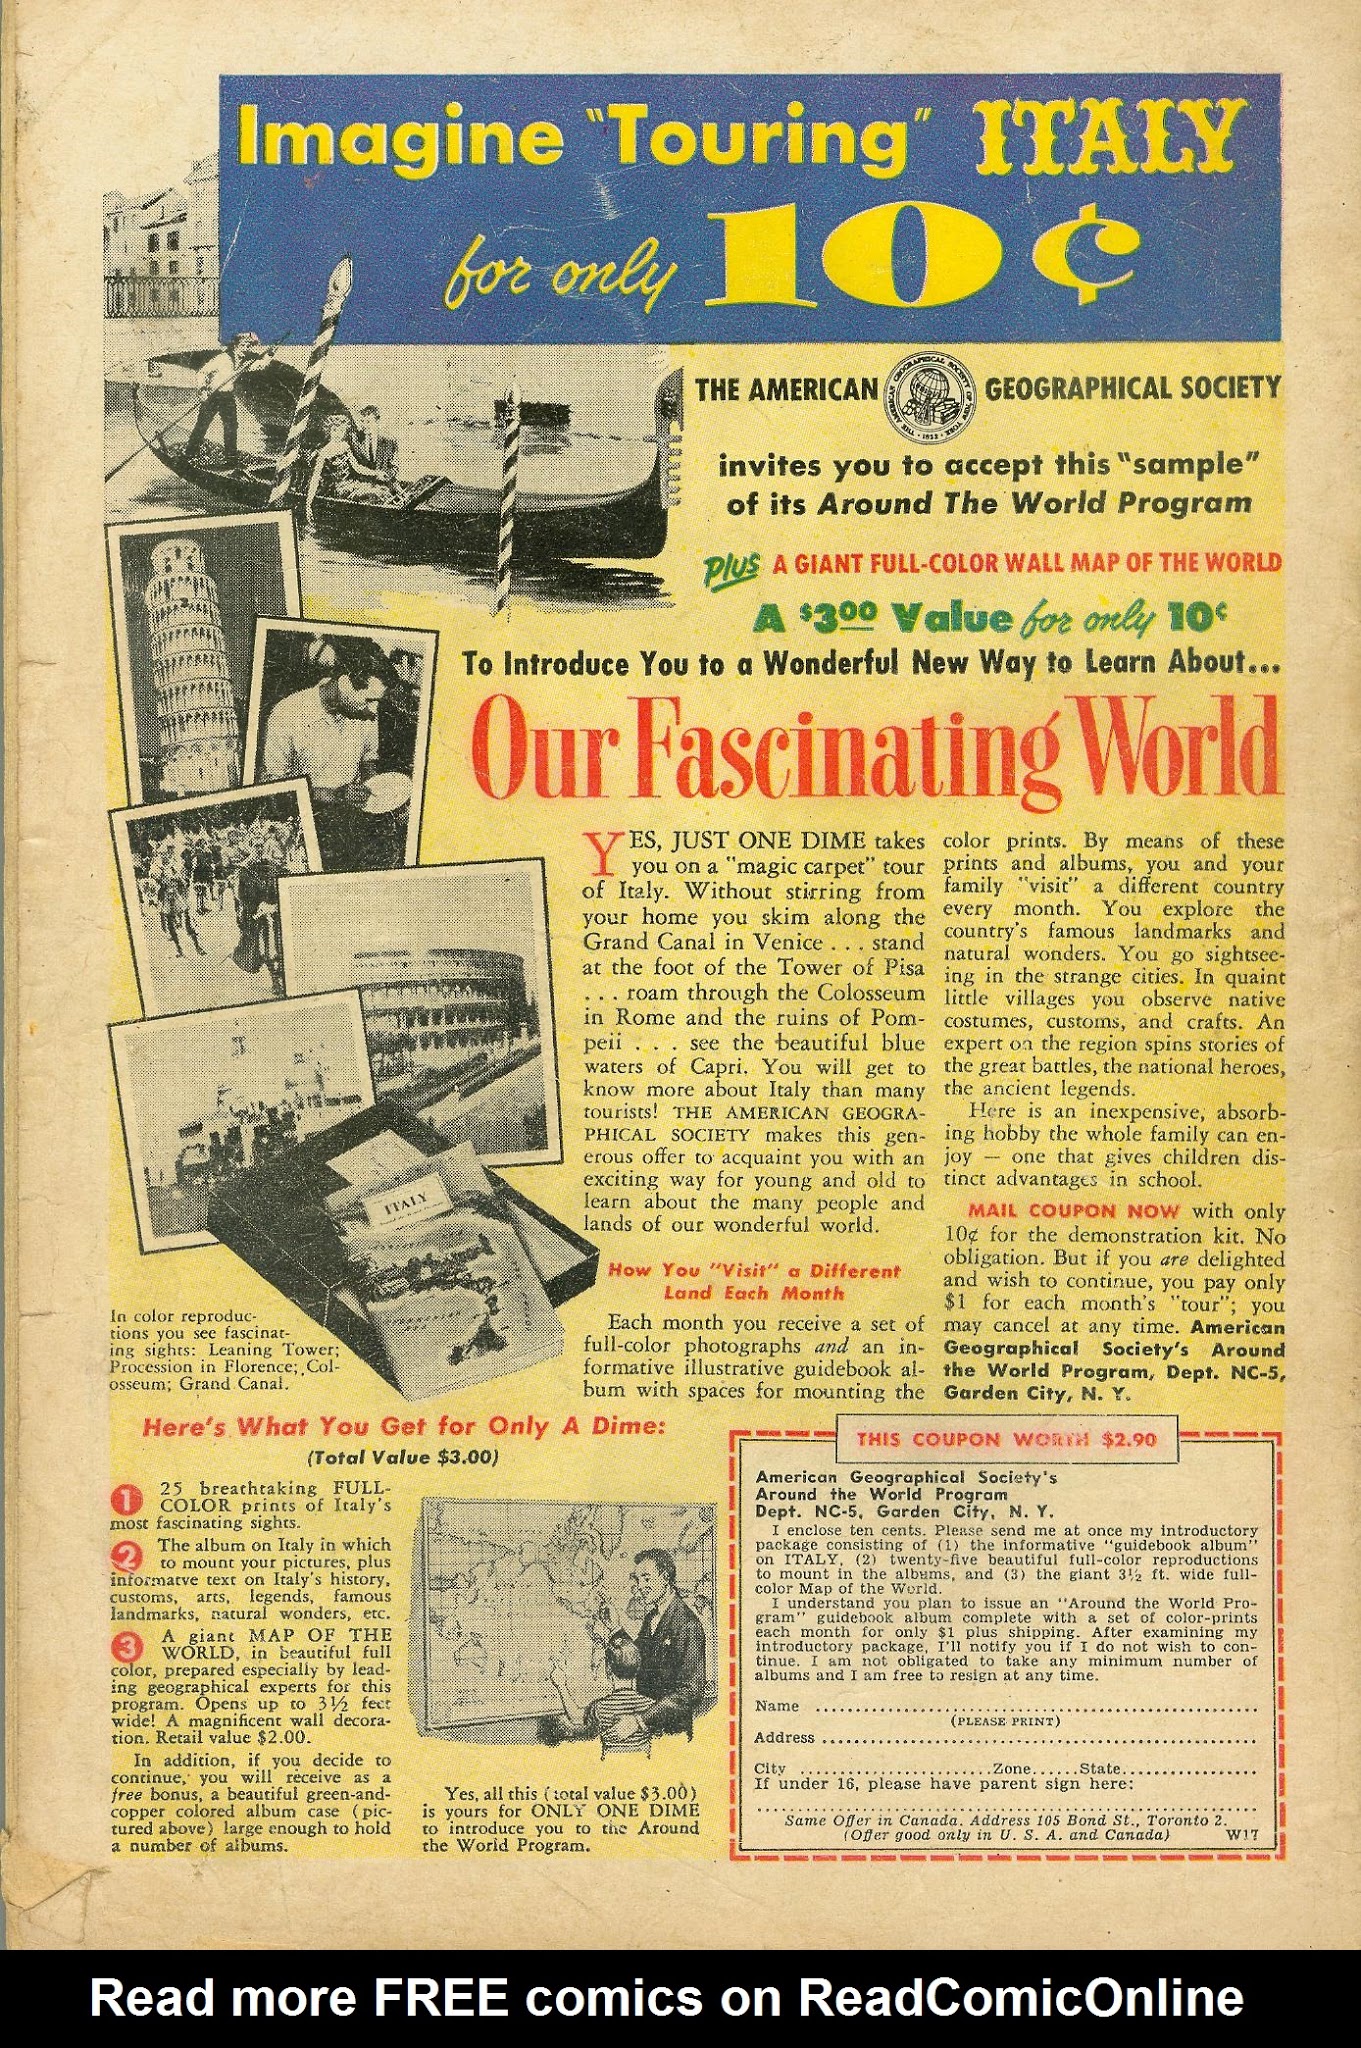 Imagine "Touring" ITALY
for only 10¢
THE AMERICAN GEOGRAPHICAL SOCIETY
invites you to accept this "sample"
of its Around The World Program
Plus A GIANT FULL-COLOR WALL MAP OF THE WORLD
A $3.00 Value for only 10¢
To Introduce You to a Wonderful New Way to Learn About...
Our Fascinating World
YES, JUST ONE DIME takes
you on a "magic carpet" tour
of Italy. Without stirring from
your home you skim along the
Grand Canal in Venice . . . stand
at the foot of the Tower of Pisa
. . . roam through the Colosseum
in Rome and the ruins of Pom-
peii . . . see the beautiful blue
waters of Capri. You will get to
know more about Italy than many
tourists! THE AMERICAN GEOGRA-
PHICAL SOCIETY makes this gen-
erous offer to acquaint you with an
exciting way for young and old to
learn about the many people and
lands of our wonderful world.
How You "Visit" a Different
Land Each Month
Each month you receive a set of
full-color photographs and an in-
formative illustrative guidebook al-
bum with spaces for mounting the
color prints. By means of these
prints and albums, you and your
family "visit" a different country
every month. You explore the
country's famous landmarks and
natural wonders. You go sightsee-
ing in the strange cities. In quaint
little villages you observe native
costumes, customs, and crafts. An
expert on the region spins stories of
the great battles, the national heroes,
the ancient legends.
Here is an inexpensive, absorb-
ing hobby the whole family can en-
joy — one that gives children dis-
tinct advantages in school.
MAIL COUPON NOW with only
10¢ for the demonstration kit. No
obligation. But if you are delighted
and wish to continue, you pay only
$1 for each month's "tour"; you
may cancel at any time. American
Geographical Society's Around
the World Program, Dept. NC-5,
Garden City, N. Y.
ITALY
In color reproduc-
tions you see fascinat-
ing sights: Leaning Tower;
Procession in Florence; Col-
osseum; Grand Canal.
Here's What You Get for Only A Dime:
(Total Value $3.00)
1 25 breathtaking FULL-
COLOR prints of Italy's
most fascinating sights.
2 The album on Italy in which
to mount your pictures, plus
informatve text on Italy's history,
customs, arts, legends, famous
landmarks, natural wonders, etc.
3 A giant MAP OF THE
WORLD, in beautiful full
color, prepared especially by lead-
ing geographical experts for this
program. Opens up to 3½ feet
wide! A magnificent wall decora-
tion. Retail value $2.00.
In addition, if you decide to
continue, you will receive as a
free bonus, a beautiful green-and-
copper colored album case (pic-
tured above) large enough to hold
a number of albums.
Yes, all this (total value $3.00)
is yours for ONLY ONE DIME
to introduce you to the Around
the World Program.
THIS COUPON WORTH $2.90
American Geographical Society's
Around the World Program
Dept. NC-5, Garden City, N. Y.
I enclose ten cents. Please send me at once my introductory
package consisting of (1) the informative "guidebook album"
on ITALY, (2) twenty-five beautiful full-color reproductions
to mount in the albums, and (3) the giant 3½ ft. wide full-
color Map of the World.
I understand you plan to issue an "Around the World Pro-
gram" guidebook album complete with a set of color-prints
each month for only $1 plus shipping. After examining my
introductory package, I'll notify you if I do not wish to con-
tinue. I am not obligated to take any minimum number of
albums and I am free to resign at any time.
Name
(PLEASE PRINT)
Address
City ......Zone......State
If under 16, please have parent sign here:
Same Offer in Canada. Address 105 Bond St., Toronto 2.
(Offer good only in U. S. A. and Canada) W17
Read more FREE comics on ReadComicOnline